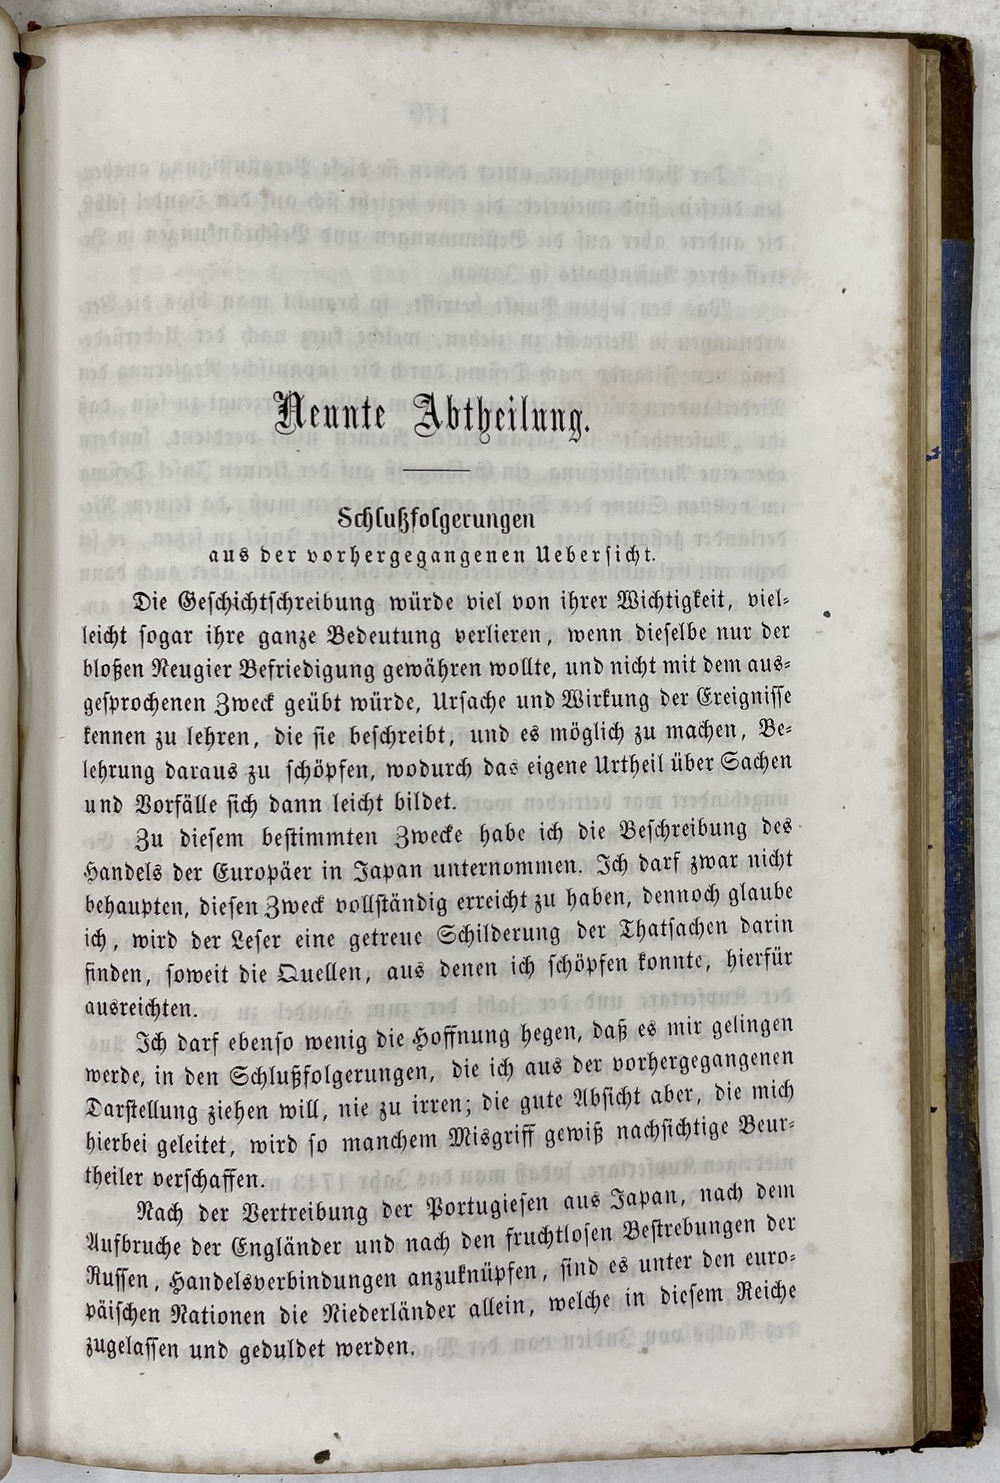 Neunte Abtheilung.
Schlußfolgerungen
aus der vorhergegangenen Uebersicht.
Die Geschichtschreibung würde viel von ihrer Wichtigkeit, viel-
leicht sogar ihre ganze Bedeutung verlieren, wenn dieselbe nur der
bloßen Neugier Befriedigung gewähren wollte, und nicht mit dem aus-
gesprochenen Zweck geübt würde, Ursache und Wirkung der Ereignisse
kennen zu lehren, die sie beschreibt, und es möglich zu machen, Be-
lehrung daraus zu schöpfen, wodurch das eigene Urtheil über Sachen
und Vorfälle sich dann leicht bildet.
Zu diesem bestimmten Zwecke habe ich die Beschreibung des
Handels der Europäer in Japan unternommen. Ich darf zwar nicht
behaupten, diesen Zweck vollständig erreicht zu haben, dennoch glaube
ich, wird der Leser eine getreue Schilderung der Thatsachen darin
finden, soweit die Quellen, aus denen ich schöpfen konnte, hierfür
ausreichten.
Ich darf ebenso wenig die Hoffnung hegen, daß es mir gelingen
werde, in den Schlußfolgerungen, die ich aus der vorhergegangenen
Darstellung ziehen will, nie zu irren; die gute Absicht aber, die mich
hierbei geleitet, wird so manchem Misgriff gewiß nachsichtige Beur-
theiler verschaffen.
Nach der Vertreibung der Portugiesen aus Japan, nach dem
Aufbruche der Engländer und nach den fruchtlosen Bestrebungen der
Russen, Handelsverbindungen anzuknüpfen, sind es unter den euro-
päischen Nationen die Niederländer allein, welche in diesem Reiche
zugelassen und geduldet werden.